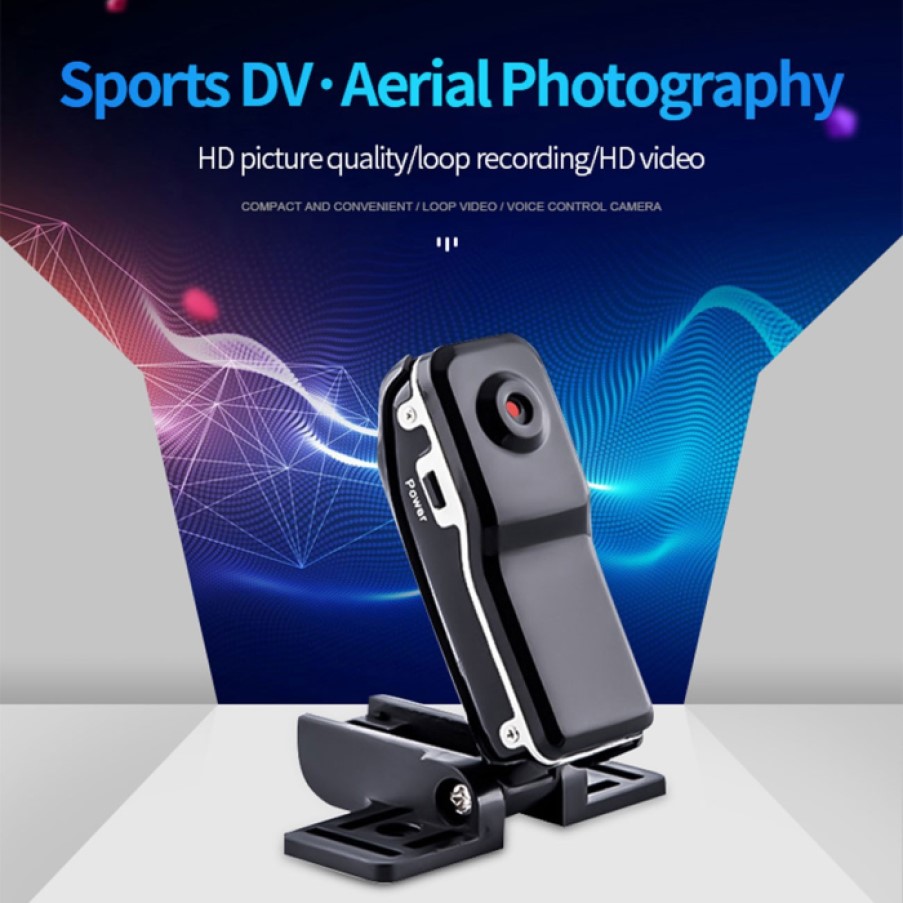 Sports DV·Aerial Photography
HD picture quality/loop recording/HD video
COMPACT AND CONVENIENT / LOOP VIDEO / VOICE CONTROL CAMERA
Power